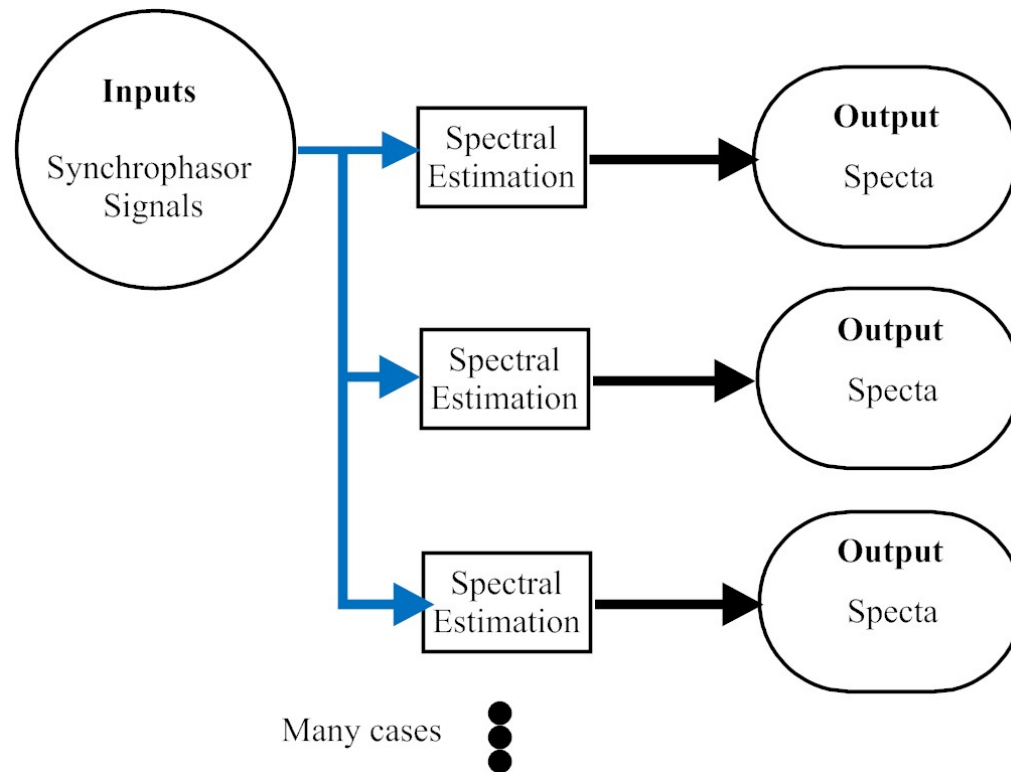 Inputs
Synchrophasor
Signals
Spectral
Estimation
Output
Specta
Spectral
Estimation
Output
Specta
Spectral
Estimation
Output
Specta
Many cases